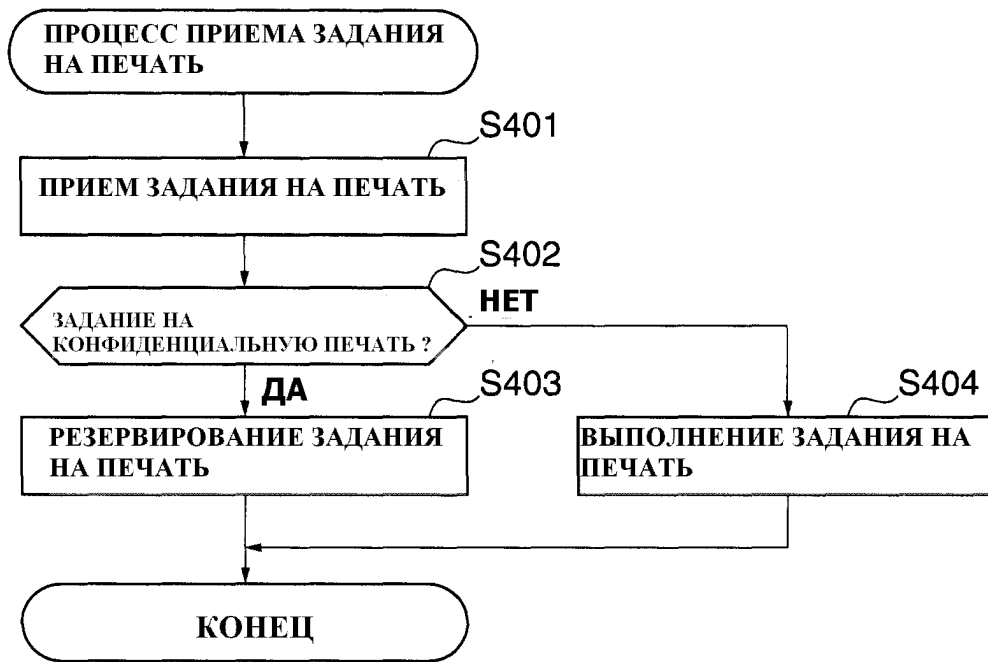 ПРОЦЕСС ПРИЕМА ЗАДАНИЯ
НА ПЕЧАТЬ
S401
ПРИЕМ ЗАДАНИЯ НА ПЕЧАТЬ
S402
НЕТ
ЗАДАНИЕ НА
КОНФИДЕНЦИАЛЬНУЮ ПЕЧАТЬ ?
ДА
S403
РЕЗЕРВИРОВАНИЕ ЗАДАНИЯ
НА ПЕЧАТЬ
S404
ВЫПОЛНЕНИЕ ЗАДАНИЯ НА
ПЕЧАТЬ
КОНЕЦ